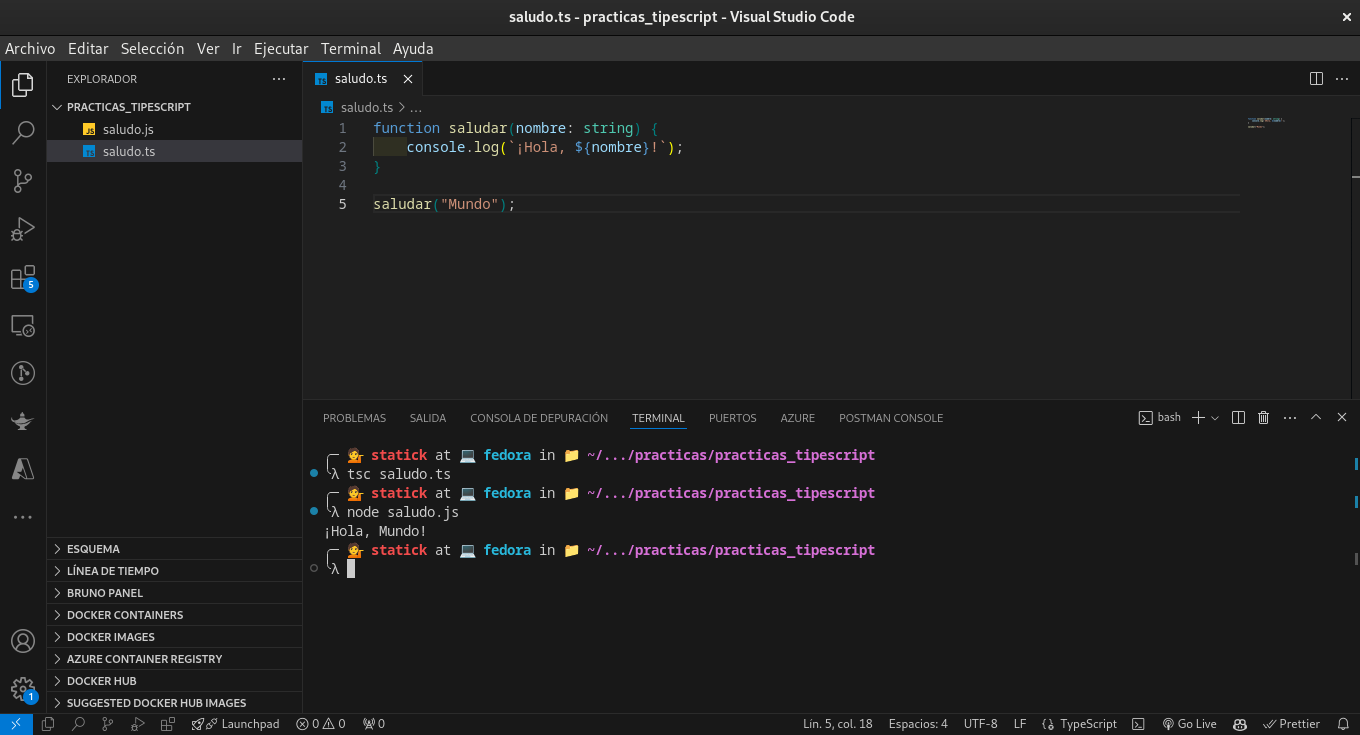 saludo.ts - practicas_tipescript - Visual Studio Code
Archivo Editar Selección Ver Ir Ejecutar Terminal Ayuda
EXPLORADOR
PRACTICAS_TIPESCRIPT
JS saludo.js
TS saludo.ts
5
ESQUEMA
LÍNEA DE TIEMPO
BRUNO PANEL
DOCKER CONTAINERS
DOCKER IMAGES
AZURE CONTAINER REGISTRY
DOCKER HUB
SUGGESTED DOCKER HUB IMAGES
1
TS saludo.ts
TS saludo.ts > ...
1 function saludar(nombre: string) {
2 console.log(`¡Hola, ${nombre}!`);
3 }
4
5 saludar("Mundo");
PROBLEMAS SALIDA CONSOLA DE DEPURACIÓN TERMINAL PUERTOS AZURE POSTMAN CONSOLE bash
╭─ 💁 statick at 💻 fedora in 📁 ~/.../practicas/practicas_tipescript
╰λ tsc saludo.ts
╭─ 💁 statick at 💻 fedora in 📁 ~/.../practicas/practicas_tipescript
╰λ node saludo.js
¡Hola, Mundo!
╭─ 💁 statick at 💻 fedora in 📁 ~/.../practicas/practicas_tipescript
╰λ
Launchpad 0 0 0 Lín. 5, col. 18 Espacios: 4 UTF-8 LF TypeScript Go Live Prettier